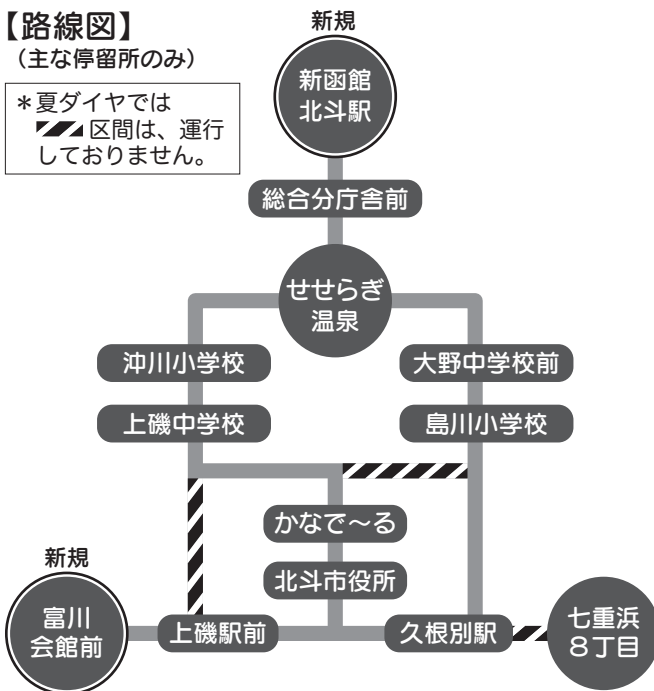 【路線図】
（主な停留所のみ）
＊夏ダイヤでは
区間は、運行
しておりません。
新規
新函館
北斗駅
総合分庁舎前
せせらぎ
温泉
沖川小学校
大野中学校前
上磯中学校
島川小学校
かなで〜る
北斗市役所
新規
富川
会館前
上磯駅前
久根別駅
七重浜
８丁目